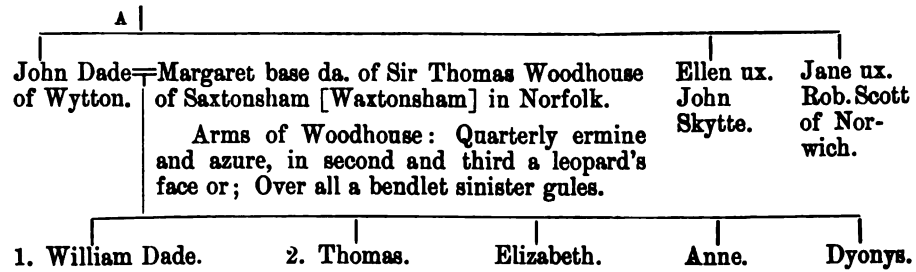 A
John Dade Margaret base da. of Sir Thomas Woodhouse Ellen ux. Jane ux.
of Wytton. of Saxtonsham [Waxtonsham] in Norfolk. John Rob. Scott
Skytte. of Nor-
Arms of Woodhouse: Quarterly ermine wich.
and azure, in second and third a leopard's
face or; Over all a bendlet sinister gules.
1. William Dade. 2. Thomas. Elizabeth. Anne. Dyonys.